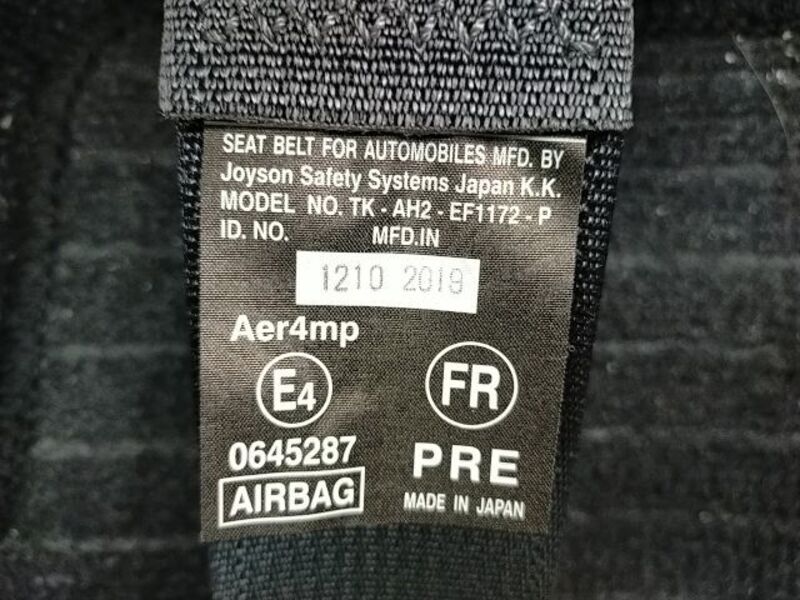 SEAT BELT FOR AUTOMOBILES MFD. BY
Joyson Safety Systems Japan K.K.
MODEL NO. TK - AH2 - EF1172 - P
ID. NO. MFD.IN
1210 2019
Aer4mp
E4 FR
0645287 PRE
AIRBAG MADE IN JAPAN